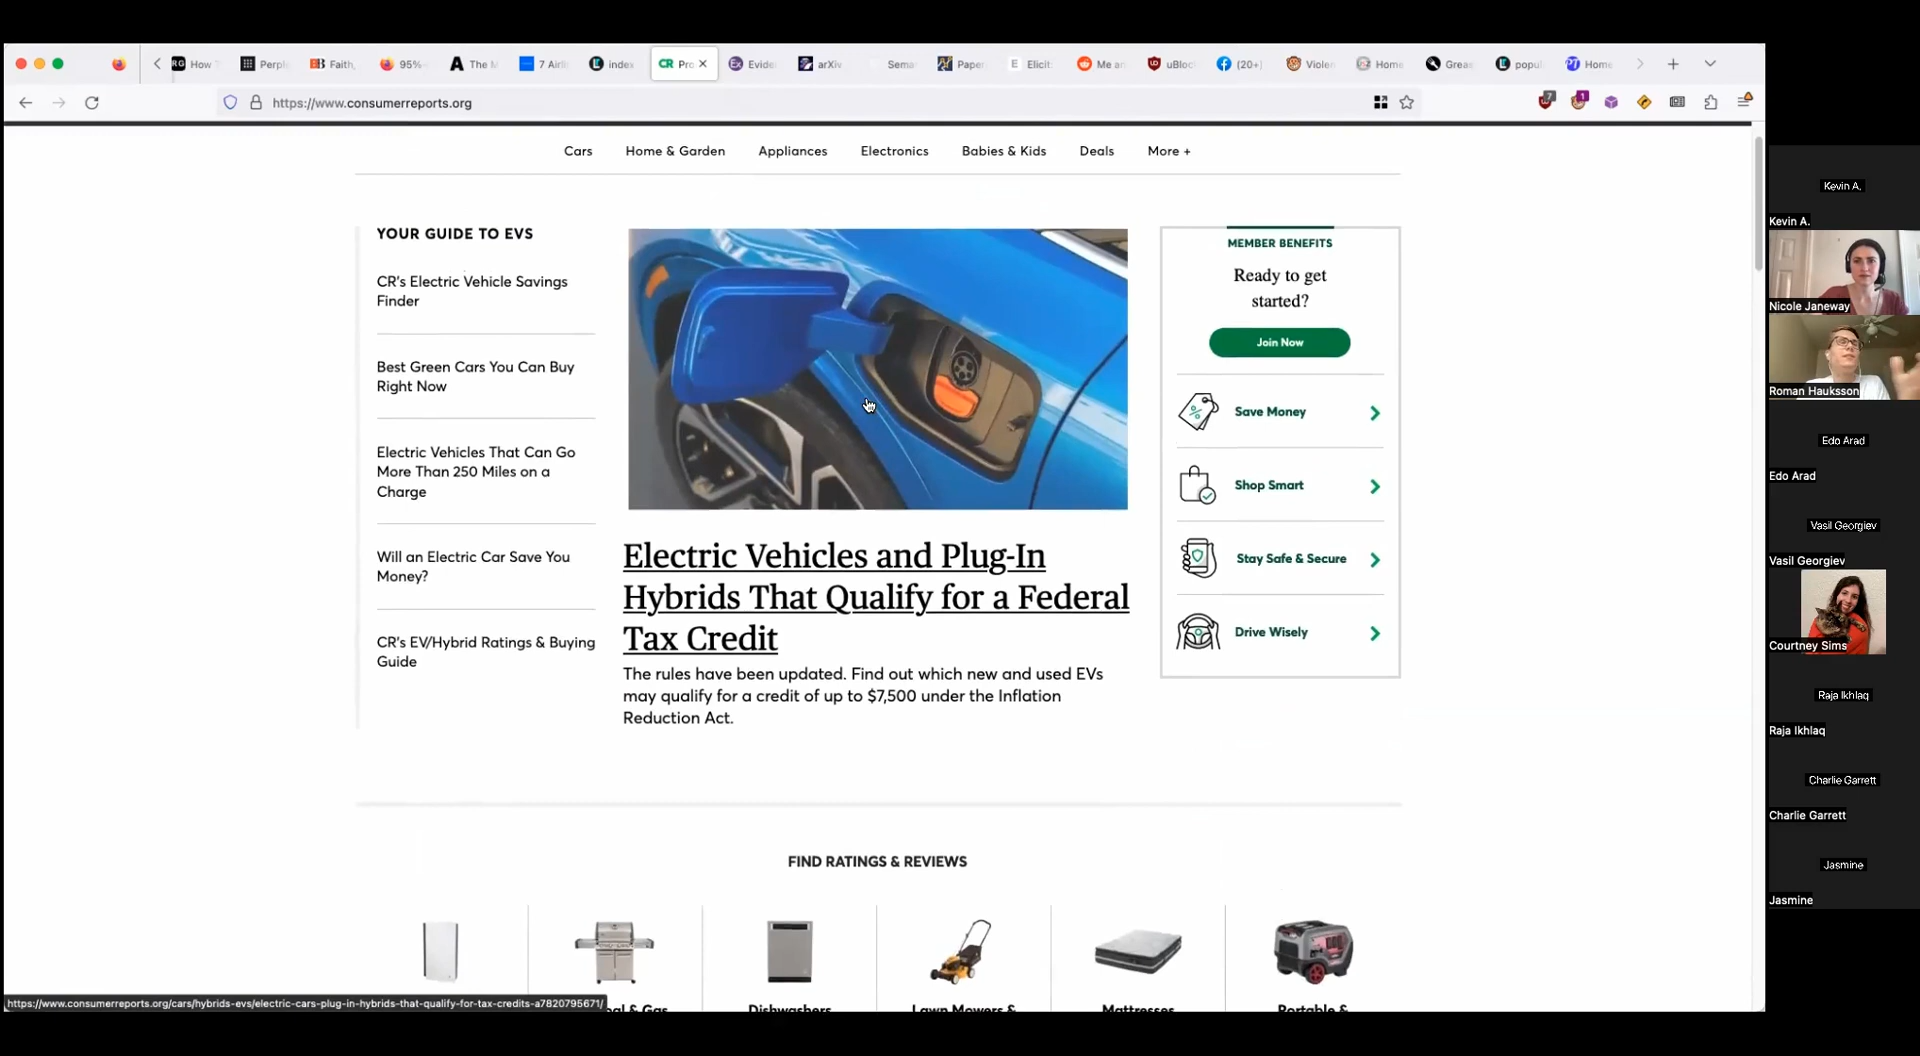 How
Perpl
Faith,
95%
The M
7 Airl
index
CR Pro
Evide
arXiv
Sema
Paper
Elicit
Me an
uBloc
(20+)
Violen
Home
Greas
popul
Home
https://www.consumerreports.org
7
1
Cars Home & Garden Appliances Electronics Babies & Kids Deals More +
YOUR GUIDE TO EVS
CR's Electric Vehicle Savings
Finder
Best Green Cars You Can Buy
Right Now
Electric Vehicles That Can Go
More Than 250 Miles on a
Charge
Will an Electric Car Save You
Money?
CR's EV/Hybrid Ratings & Buying
Guide
Electric Vehicles and Plug-In
Hybrids That Qualify for a Federal
Tax Credit
The rules have been updated. Find out which new and used EVs
may qualify for a credit of up to $7,500 under the Inflation
Reduction Act.
MEMBER BENEFITS
Ready to get
started?
Join Now
Save Money
Shop Smart
Stay Safe & Secure
Drive Wisely
FIND RATINGS & REVIEWS
& Gas
Dishwashers
Lawn Mowers &
Mattresses
Portable &
https://www.consumerreports.org/cars/hybrids-evs/electric-cars-plug-in-hybrids-that-qualify-for-tax-credits-a7820795671/
Kevin A.
Kevin A.
Nicole Janeway
Roman Hauksson
Edo Arad
Edo Arad
Vasil Georgiev
Vasil Georgiev
Courtney Sims
Raja Ikhlaq
Raja Ikhlaq
Charlie Garrett
Charlie Garrett
Jasmine
Jasmine